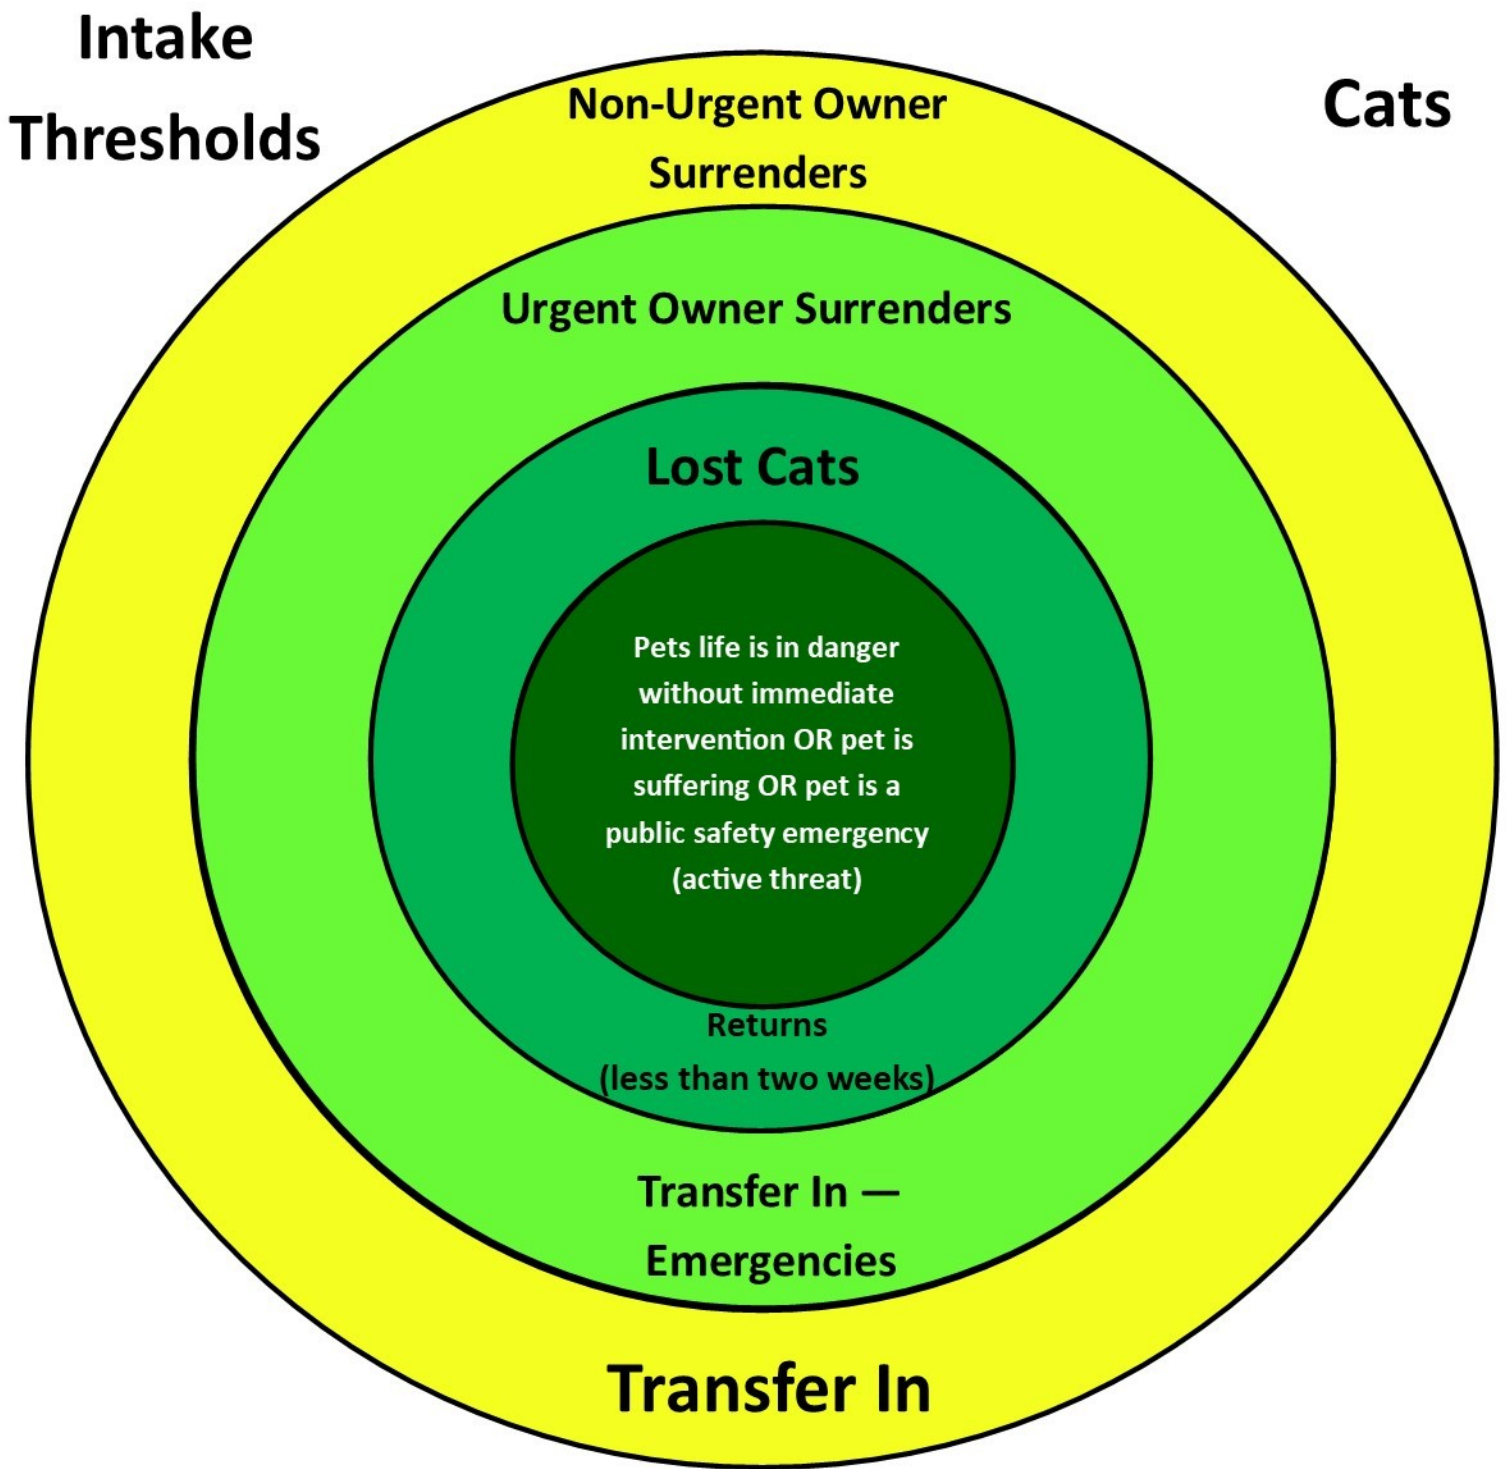 Intake
Thresholds
Cats
Non-Urgent Owner
Surrenders
Urgent Owner Surrenders
Lost Cats
Pets life is in danger
without immediate
intervention OR pet is
suffering OR pet is a
public safety emergency
(active threat)
Returns
(less than two weeks)
Transfer In —
Emergencies
Transfer In